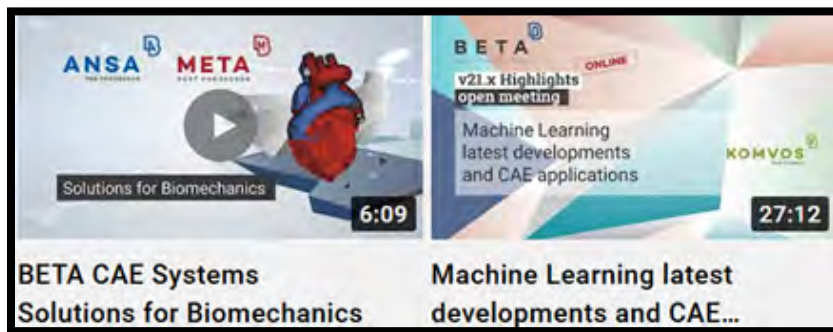 ANSA
META
Solutions for Biomechanics
6:09
BETA CAE Systems
Solutions for Biomechanics
BETA
ONLINE
v21.x Highlights
open meeting
Machine Learning
latest developments
and CAE applications
KOMVOS
27:12
Machine Learning latest
developments and CAE…